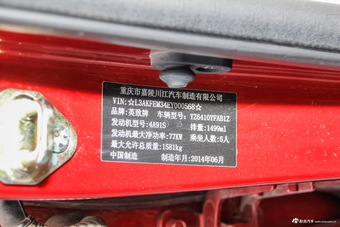 重庆市嘉陵川江汽车制造有限公司
VIN:☆L3AKFEM34EY000568☆
品牌:英致牌 车辆型号:YZ6410YFAB1Z
发动机型号:4A91S 排量:1499ml
发动机最大净功率:77KW 乘坐人数:5人
最大允许总质量:1581kg
中国制造 制造年月:2014年06月